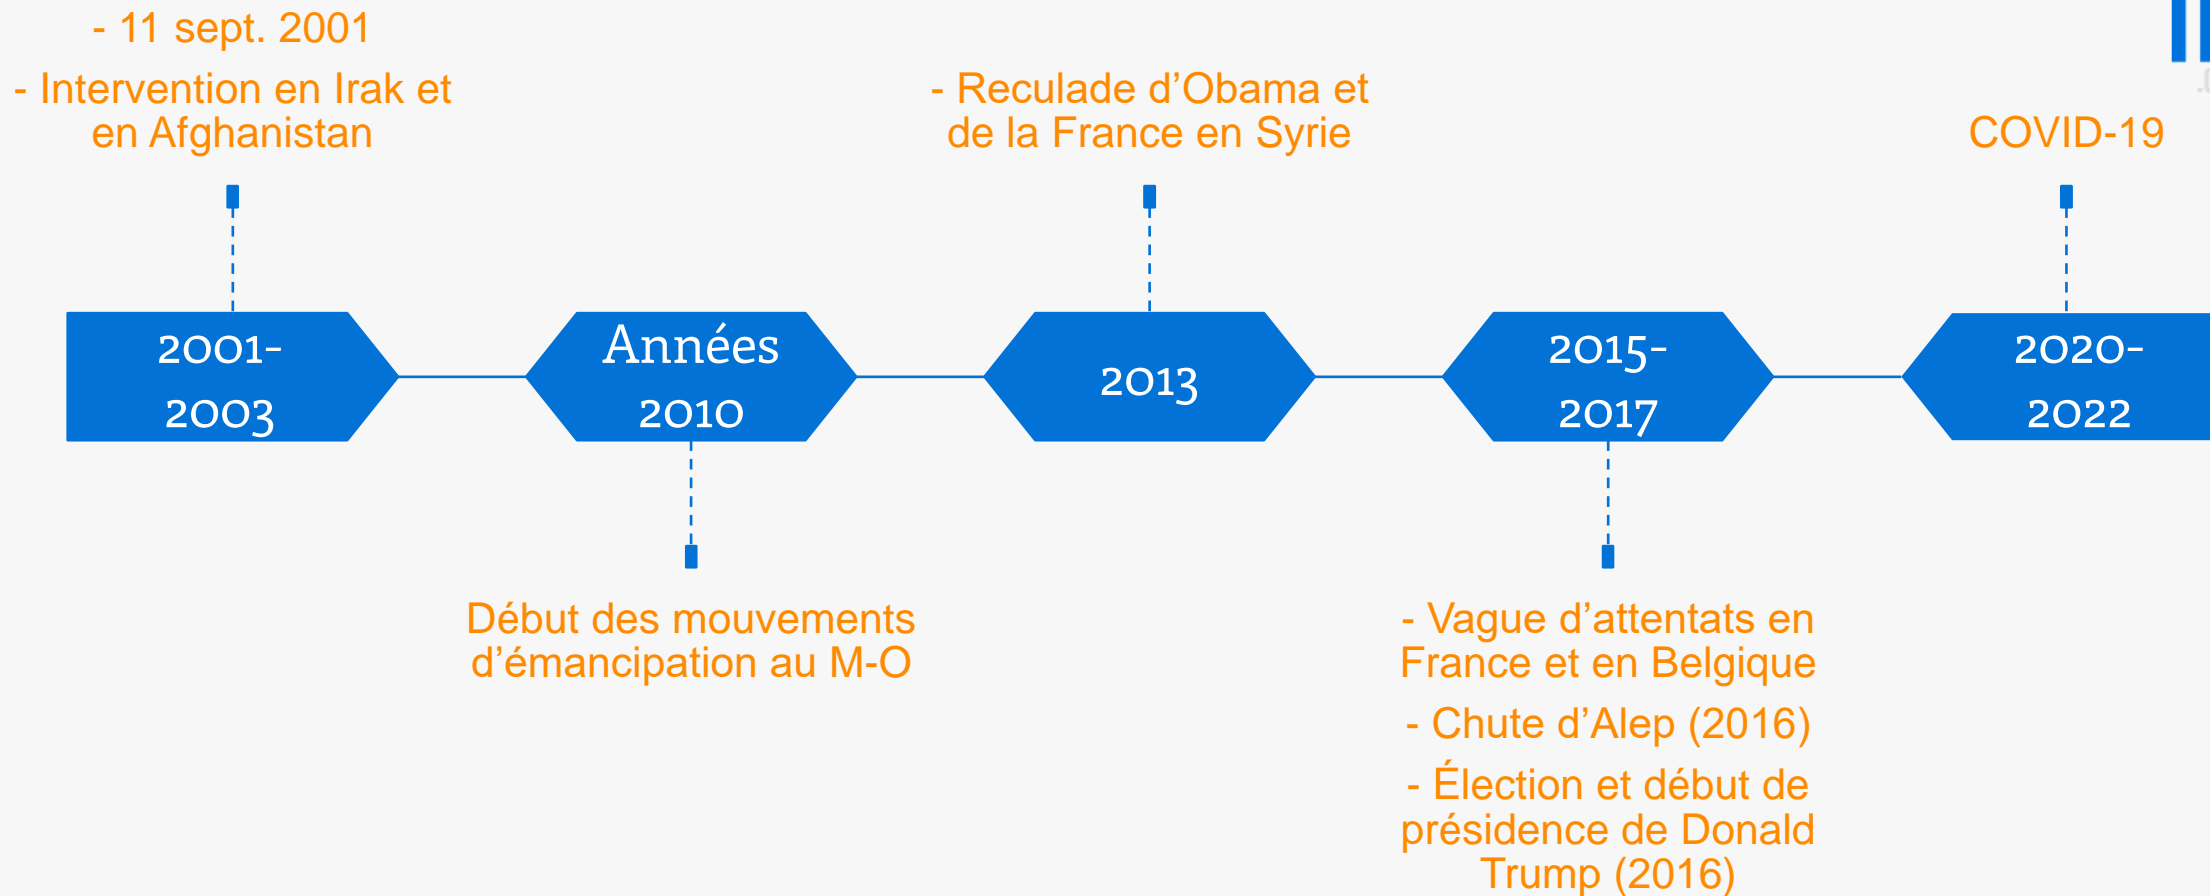 - 11 sept. 2001
- Intervention en Irak et
en Afghanistan
- Reculade d’Obama et
de la France en Syrie
COVID-19
2001-
2003
Années
2010
2013
2015-
2017
2020-
2022
Début des mouvements
d’émancipation au M-O
- Vague d’attentats en
France et en Belgique
- Chute d’Alep (2016)
- Élection et début de
présidence de Donald
Trump (2016)